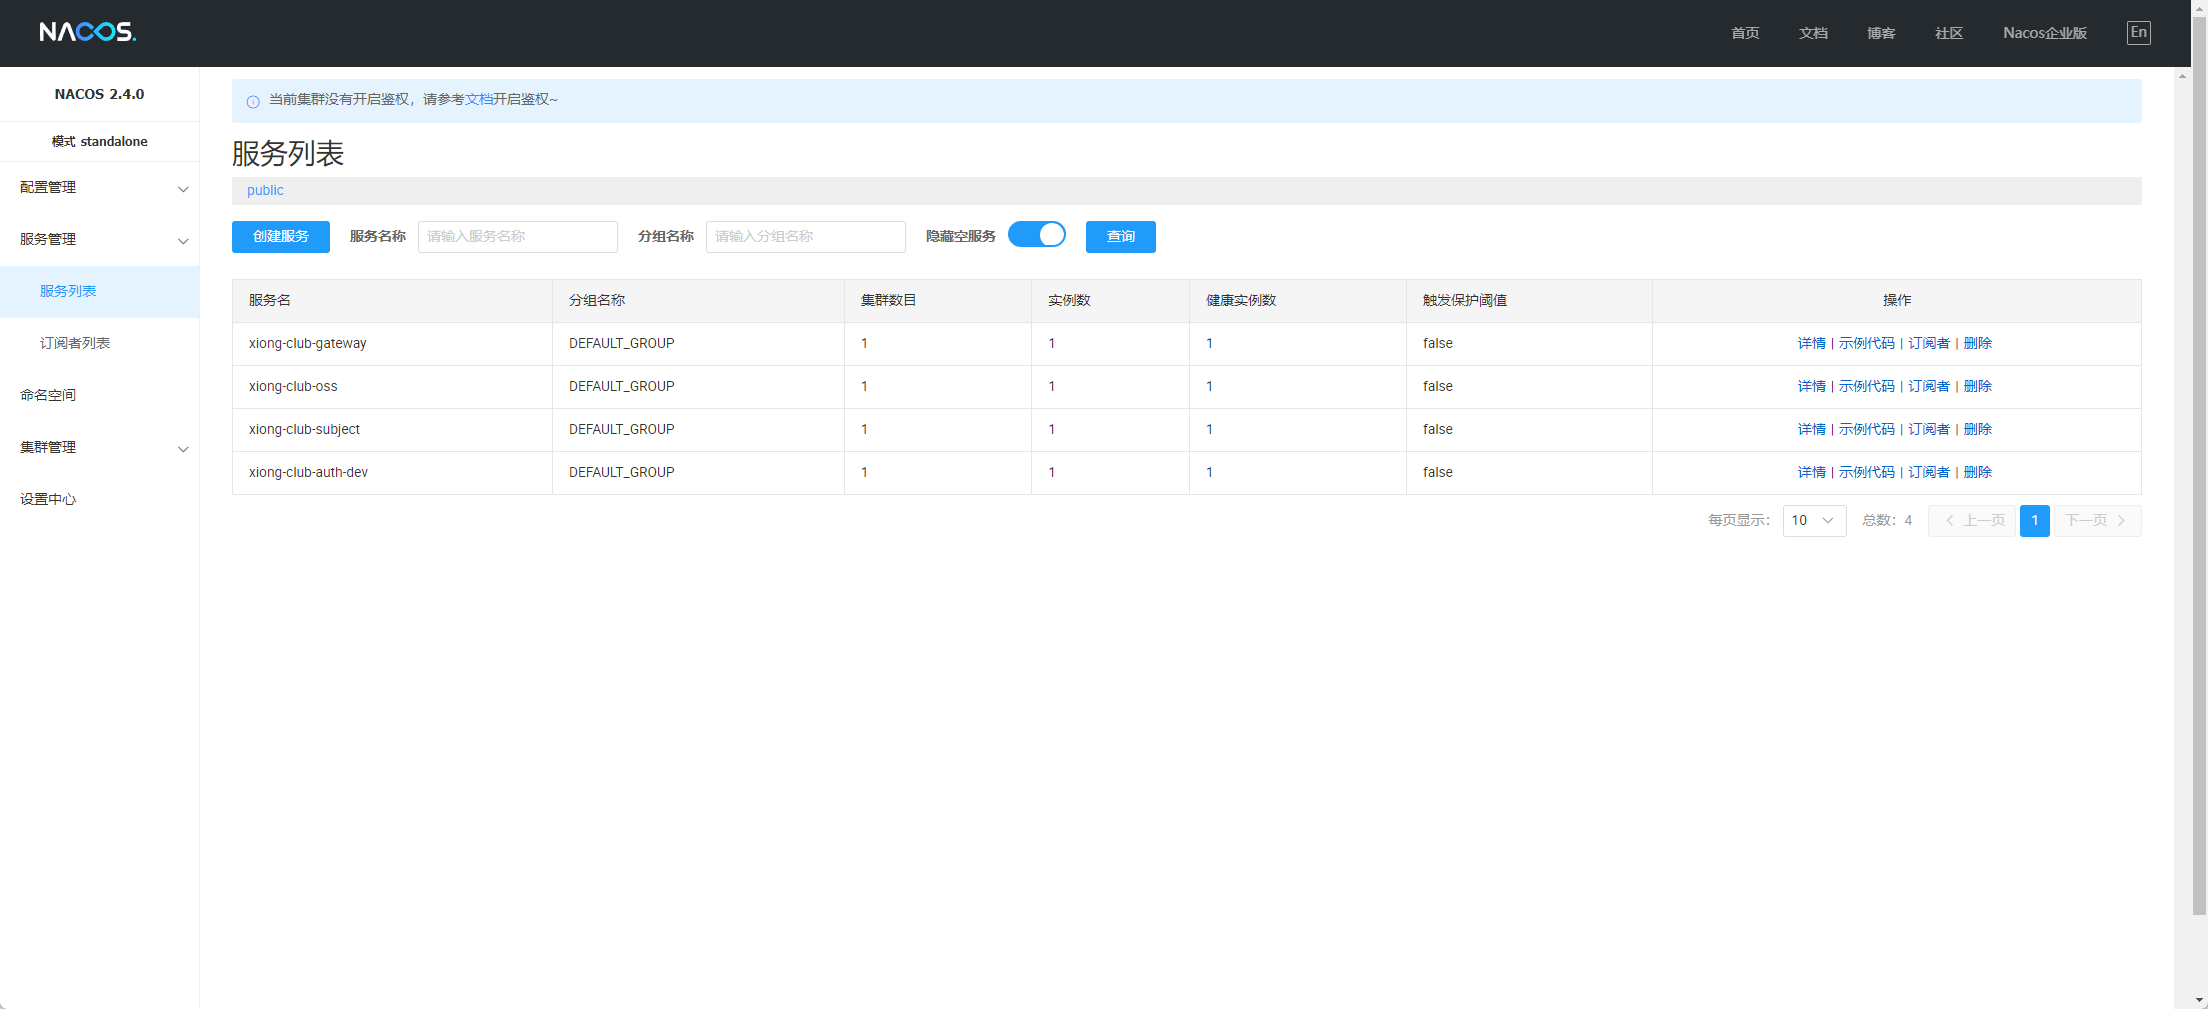 NACOS.
首页 文档 博客 社区 Nacos企业版 En
NACOS 2.4.0
模式 standalone
配置管理
服务管理
服务列表
订阅者列表
命名空间
集群管理
设置中心
当前集群没有开启鉴权，请参考文档开启鉴权~
服务列表
public
创建服务 服务名称 请输入服务名称 分组名称 请输入分组名称 隐藏空服务 查询
服务名 分组名称 集群数目 实例数 健康实例数 触发保护阈值 操作
xiong-club-gateway DEFAULT_GROUP 1 1 1 false 详情 | 示例代码 | 订阅者 | 删除
xiong-club-oss DEFAULT_GROUP 1 1 1 false 详情 | 示例代码 | 订阅者 | 删除
xiong-club-subject DEFAULT_GROUP 1 1 1 false 详情 | 示例代码 | 订阅者 | 删除
xiong-club-auth-dev DEFAULT_GROUP 1 1 1 false 详情 | 示例代码 | 订阅者 | 删除
每页显示： 10 总数：4 上一页 1 下一页